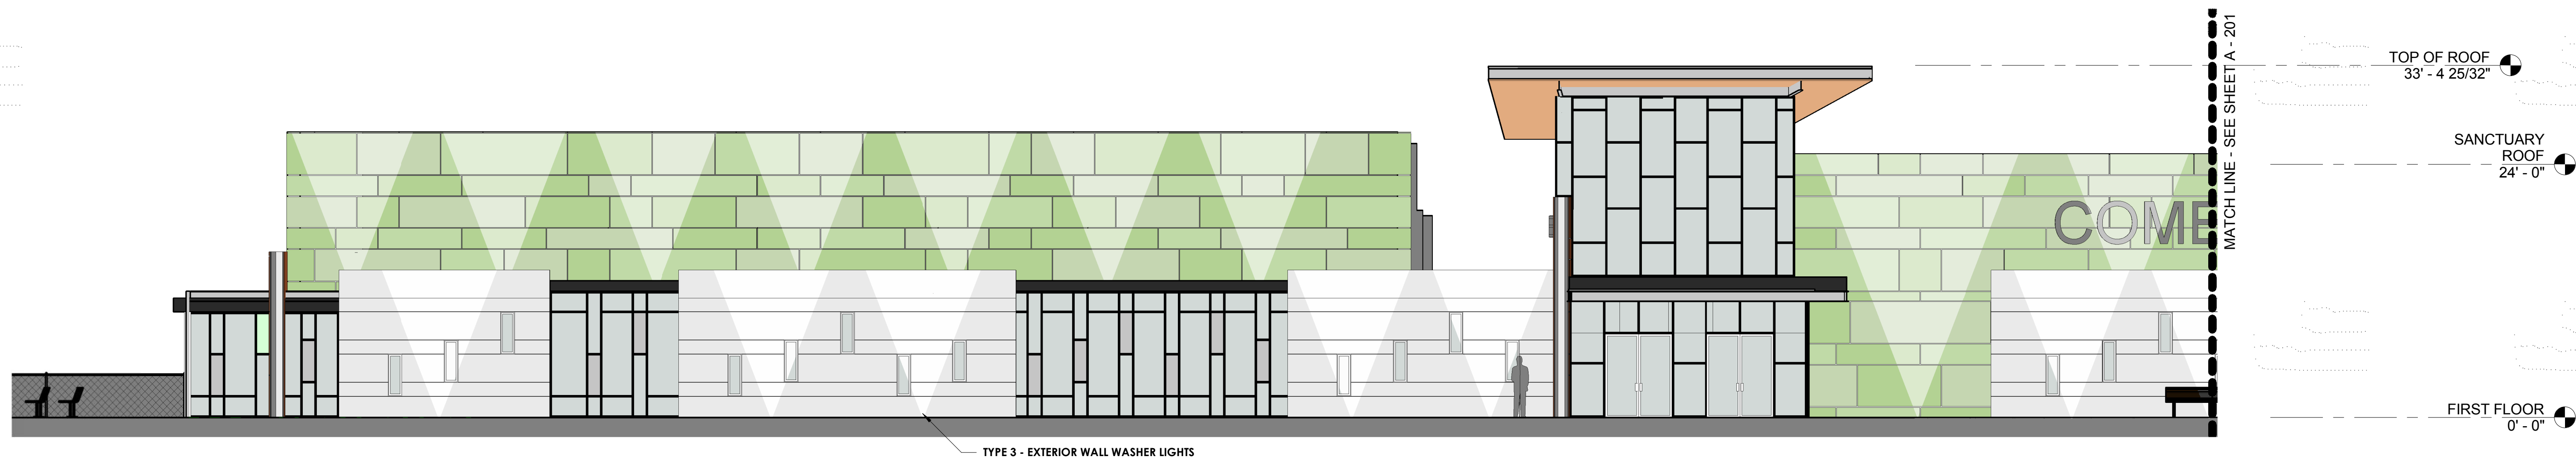 TOP OF ROOF
33' - 4 25/32"
SANCTUARY
ROOF
24' - 0"
MATCH LINE - SEE SHEET A - 201
COME
FIRST FLOOR
0' - 0"
TYPE 3 - EXTERIOR WALL WASHER LIGHTS